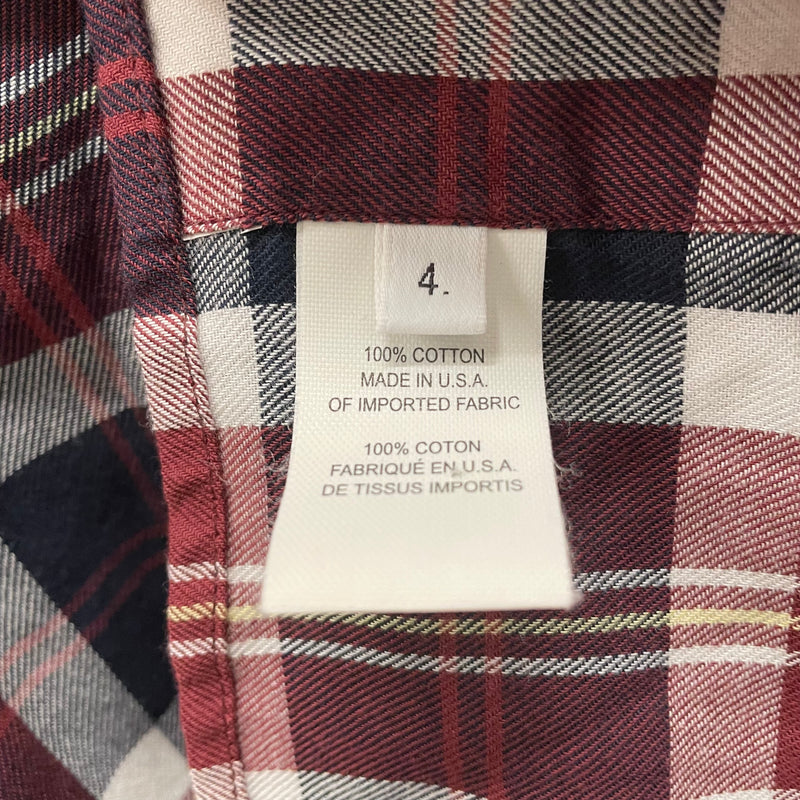 4.
100% COTTON
MADE IN U.S.A.
OF IMPORTED FABRIC
100% COTON
FABRIQUÉ EN U.S.A.
DE TISSUS IMPORTIS